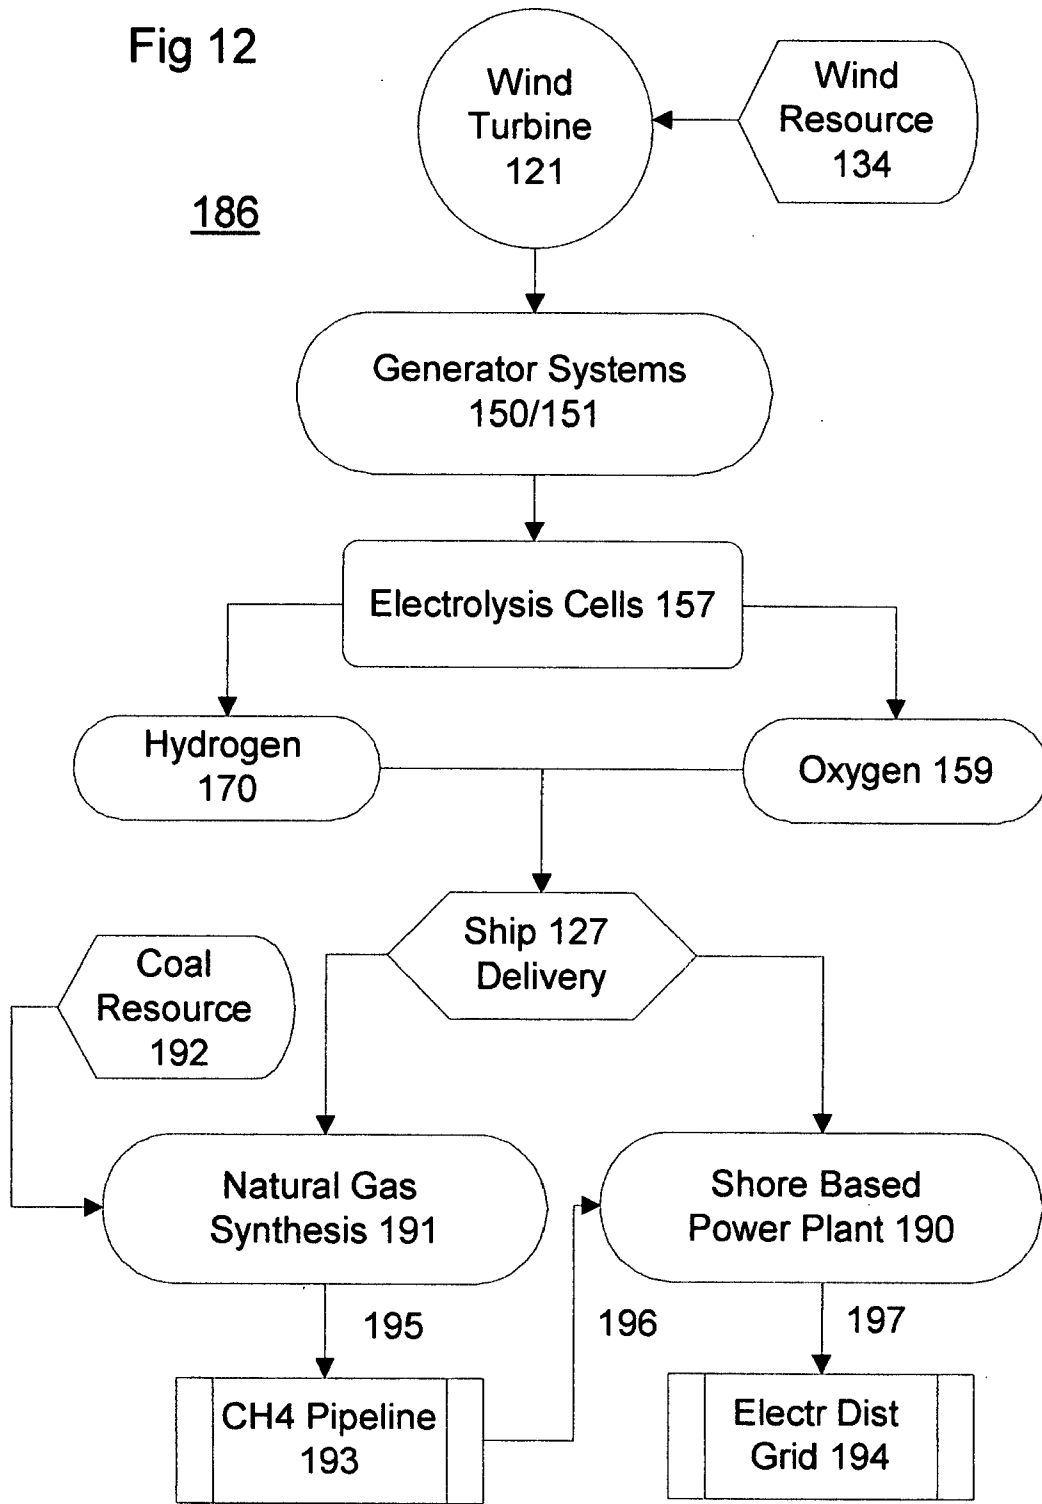 Fig 12
Wind
Turbine
121
Wind
Resource
134
186
Generator Systems
150/151
Electrolysis Cells 157
Hydrogen
170
Oxygen 159
Ship 127
Delivery
Coal
Resource
192
Natural Gas
Synthesis 191
Shore Based
Power Plant 190
195
196
197
CH4 Pipeline
193
Electr Dist
Grid 194